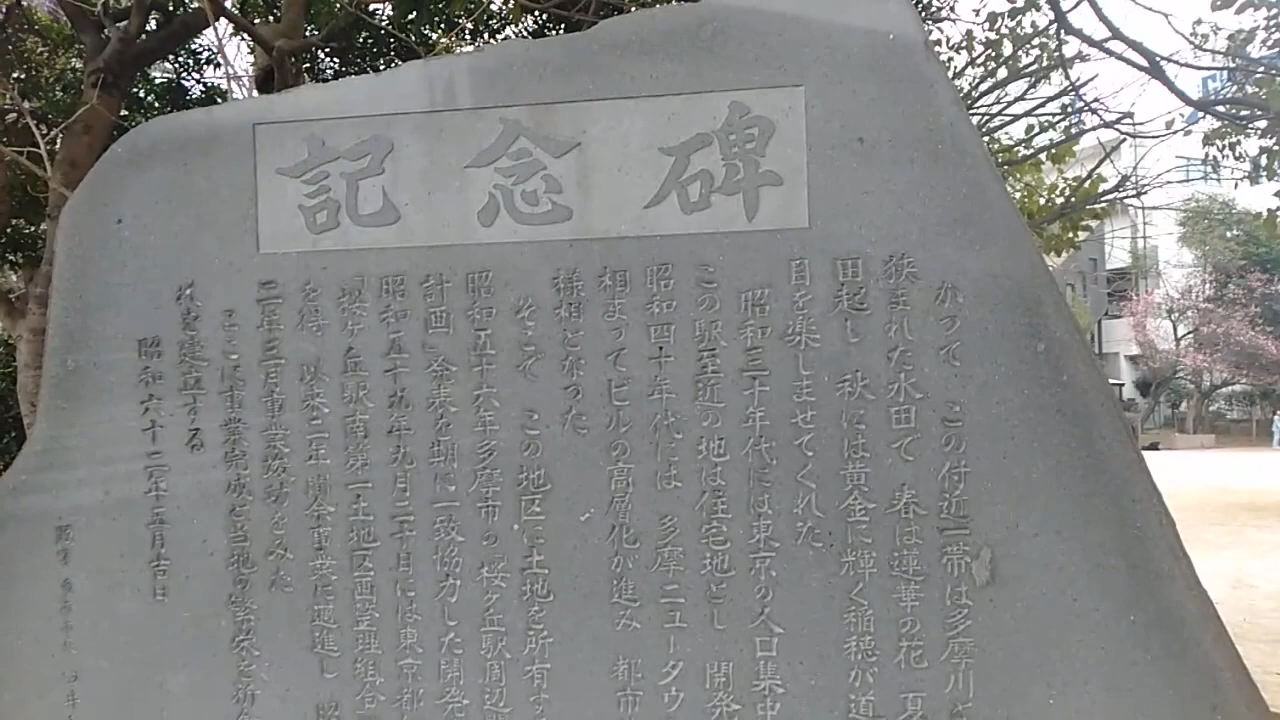 記念碑
かつて この付近一帯は多摩川と
狭まれた水田で 春は蓮華の花 夏
田起し 秋には黄金に輝く稲穂が道
目を楽しませてくれた
昭和三十年代には東京の人口集中
この駅至近の地は住宅地とし 開発
昭和四十年代には 多摩ニュータウ
相まってビルの高層化が進み 都市
様相となった
そこで この地区に土地を所有す
昭和五十六年多摩市の「桜ヶ丘駅周辺
計画」発表を期に一致協力した開発
昭和五十九年九月二十日には東京都
「桜ヶ丘駅南第一土地区画整理組合
を得 以来二年 関今事業に邁進し 昭
二年三月事業竣功をみた
ここに事業完成と当地の繁栄を祈念
れを建立する
昭和六十二年五月吉日